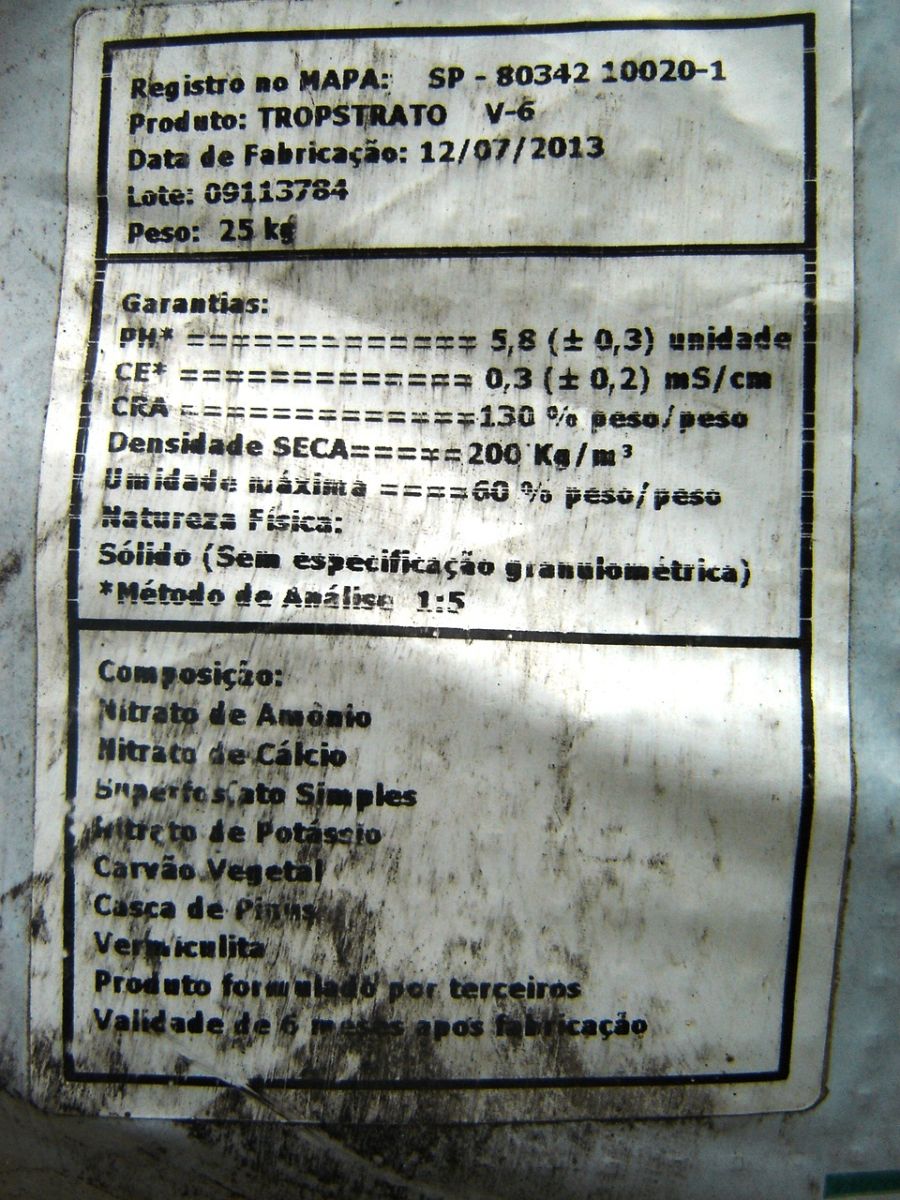 Registro no MAPA: SP - 80342 10020-1
Produto: TROPSTRATO V-6
Data de Fabricação: 12/07/2013
Lote: 09113784
Peso: 25 kg
Garantias:
PH* ============= 5,8 (± 0,3) unidade
CE* ============= 0,3 (± 0,2) mS/cm
CRA =============130 % peso/peso
Densidade SECA=====200 Kg/m³
Umidade máxima ====60 % peso/peso
Natureza Física:
Sólido (Sem especificação granulométrica)
*Método de Análise 1:5
Composição:
Nitrato de Amônio
Nitrato de Cálcio
Superfosfato Simples
Nitrato de Potássio
Carvão Vegetal
Casca de Pinus
Vermiculita
Produto formulado por terceiros
Validade de 6 meses apos fabricação